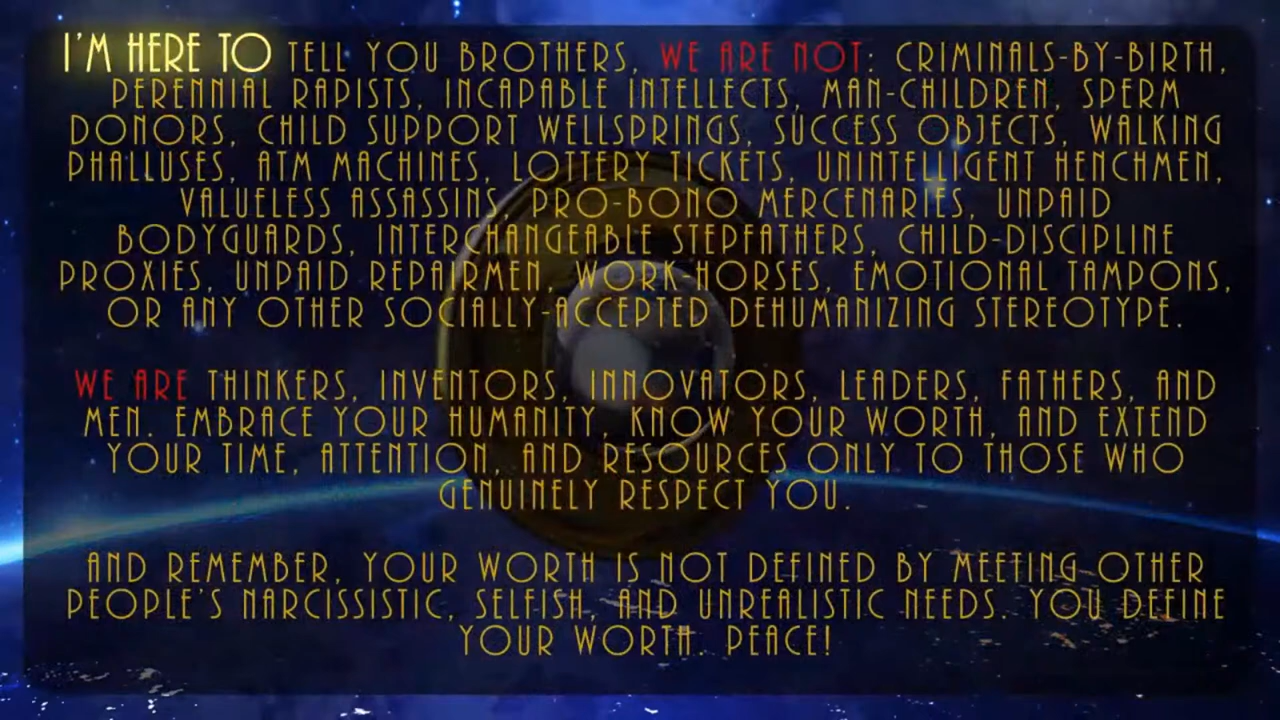 I'M HERE TO TELL YOU BROTHERS, WE ARE NOT: CRIMINALS-BY-BIRTH,
PERENNIAL RAPISTS, INCAPABLE INTELLECTS, MAN-CHILDREN, SPERM
DONORS, CHILD SUPPORT WELLSPRINGS, SUCCESS OBJECTS, WALKING
PHALLUSES, ATM MACHINES, LOTTERY TICKETS, UNINTELLIGENT HENCHMEN,
VALUELESS ASSASSINS, PRO-BONO MERCENARIES, UNPAID
BODYGUARDS, INTERCHANGEABLE STEPFATHERS, CHILD-DISCIPLINE
PROXIES, UNPAID REPAIRMEN, WORK-HORSES, EMOTIONAL TAMPONS,
OR ANY OTHER SOCIALLY-ACCEPTED DEHUMANIZING STEREOTYPE.
WE ARE THINKERS, INVENTORS, INNOVATORS, LEADERS, FATHERS, AND
MEN. EMBRACE YOUR HUMANITY, KNOW YOUR WORTH, AND EXTEND
YOUR TIME, ATTENTION, AND RESOURCES ONLY TO THOSE WHO
GENUINELY RESPECT YOU.
AND REMEMBER, YOUR WORTH IS NOT DEFINED BY MEETING OTHER
PEOPLE'S NARCISSISTIC, SELFISH, AND UNREALISTIC NEEDS. YOU DEFINE
YOUR WORTH. PEACE!